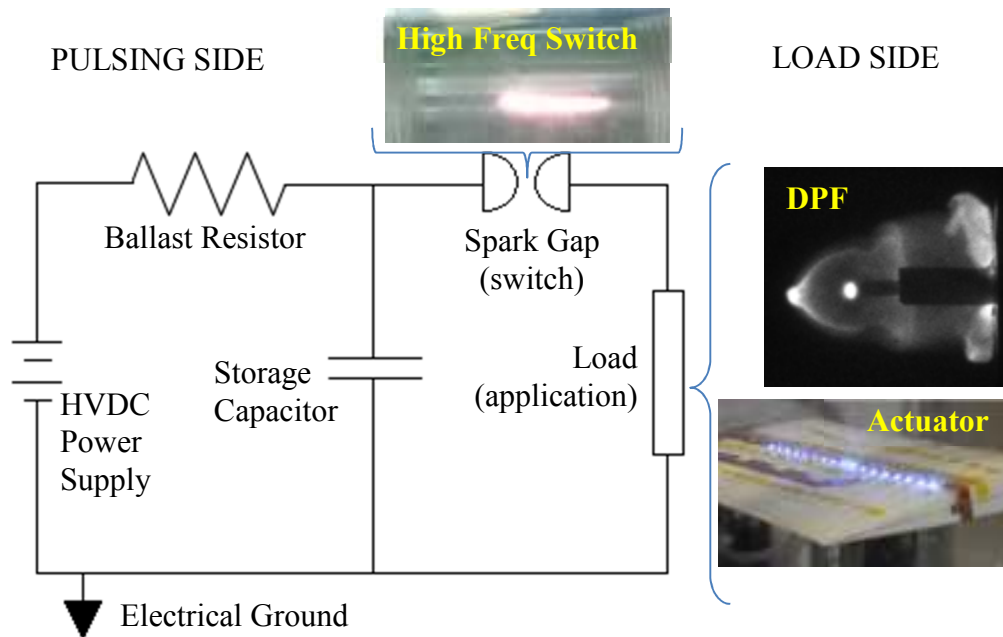 PULSING SIDE
High Freq Switch
LOAD SIDE
DPF
Ballast Resistor
Spark Gap
(switch)
Load
(application)
Storage
Capacitor
HVDC
Power
Supply
Actuator
Electrical Ground